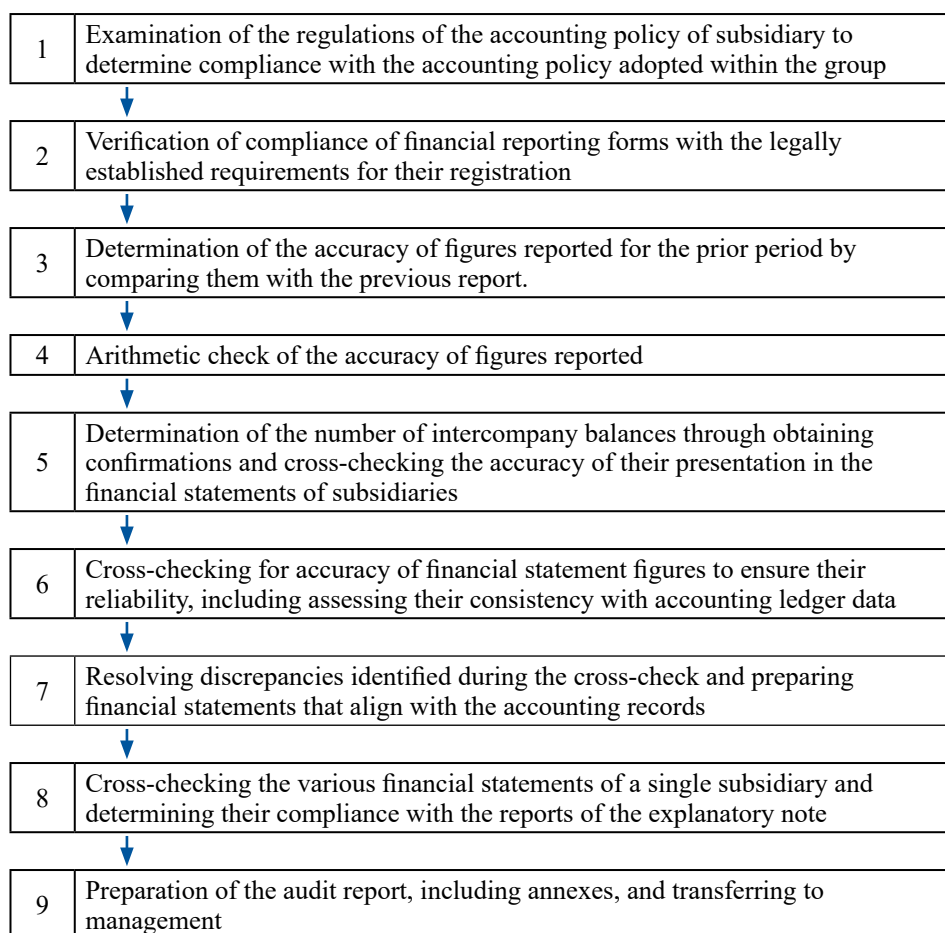 1
Examination of the regulations of the accounting policy of subsidiary to
determine compliance with the accounting policy adopted within the group
2
Verification of compliance of financial reporting forms with the legally
established requirements for their registration
3
Determination of the accuracy of figures reported for the prior period by
comparing them with the previous report.
4
Arithmetic check of the accuracy of figures reported
5
Determination of the number of intercompany balances through obtaining
confirmations and cross-checking the accuracy of their presentation in the
financial statements of subsidiaries
6
Cross-checking for accuracy of financial statement figures to ensure their
reliability, including assessing their consistency with accounting ledger data
7
Resolving discrepancies identified during the cross-check and preparing
financial statements that align with the accounting records
8
Cross-checking the various financial statements of a single subsidiary and
determining their compliance with the reports of the explanatory note
9
Preparation of the audit report, including annexes, and transferring to
management